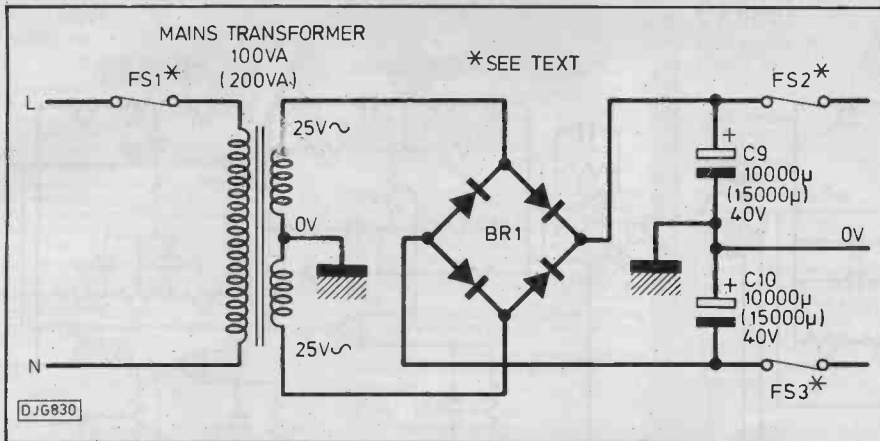 MAINS TRANSFORMER
100VA
(200VA)
*SEE TEXT
FS1*
FS2*
L
25V~
+
C9
10000µ
(15000µ)
40V
0V
BR1
0V
+
C10
10000µ
(15000µ)
40V
25V~
N
FS3*
DJG830